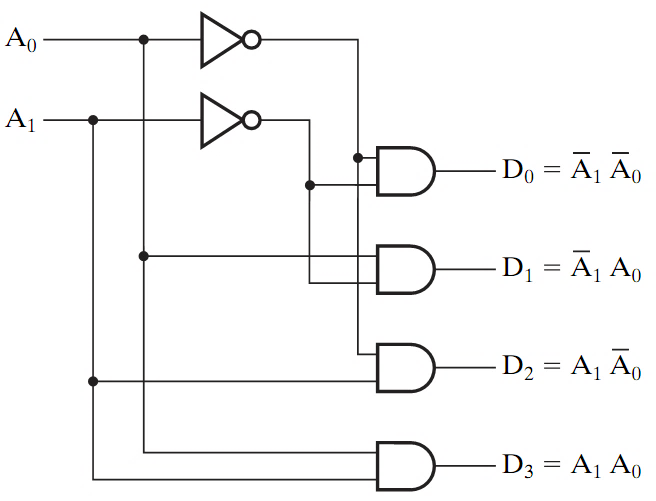 A₀
A₁
D₀ = A̅₁ A̅₀
D₁ = A̅₁ A₀
D₂ = A₁ A̅₀
D₃ = A₁ A₀